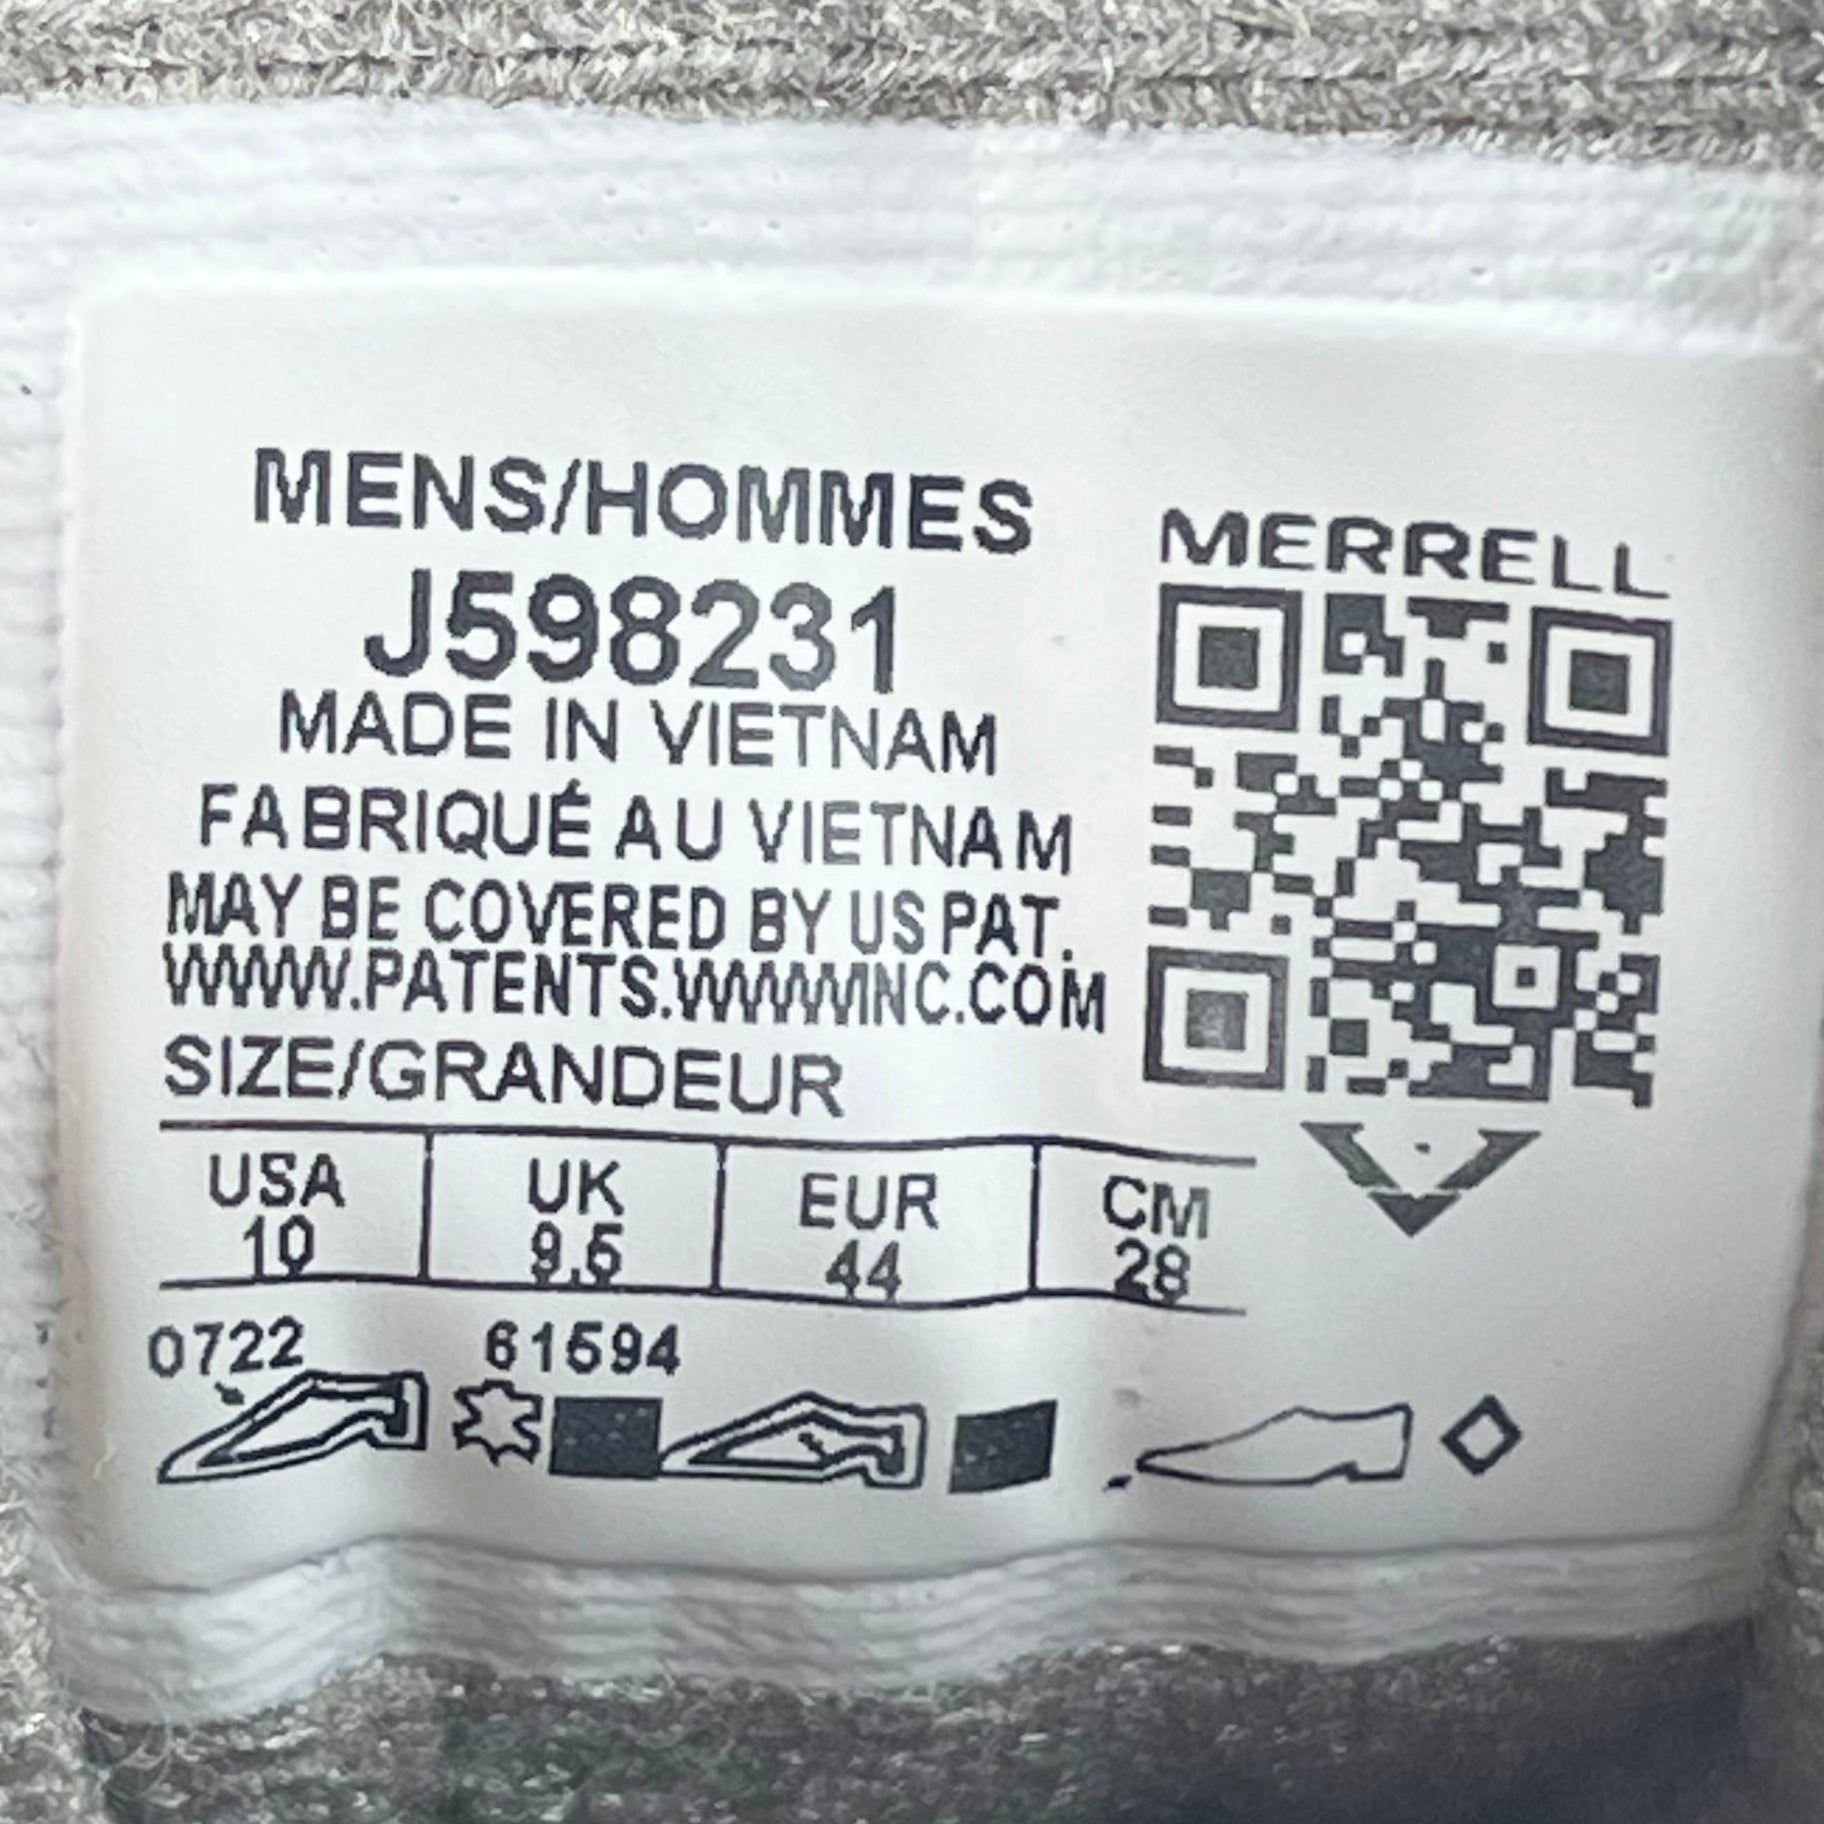 MENS/HOMMES
J598231
MADE IN VIETNAM
FABRIQUÉ AU VIETNAM
MAY BE COVERED BY US PAT.
WWW.PATENTS.WWWINC.COM
SIZE/GRANDEUR
USA UK EUR CM
10 9.5 44 28
0722 61594
MERRELL